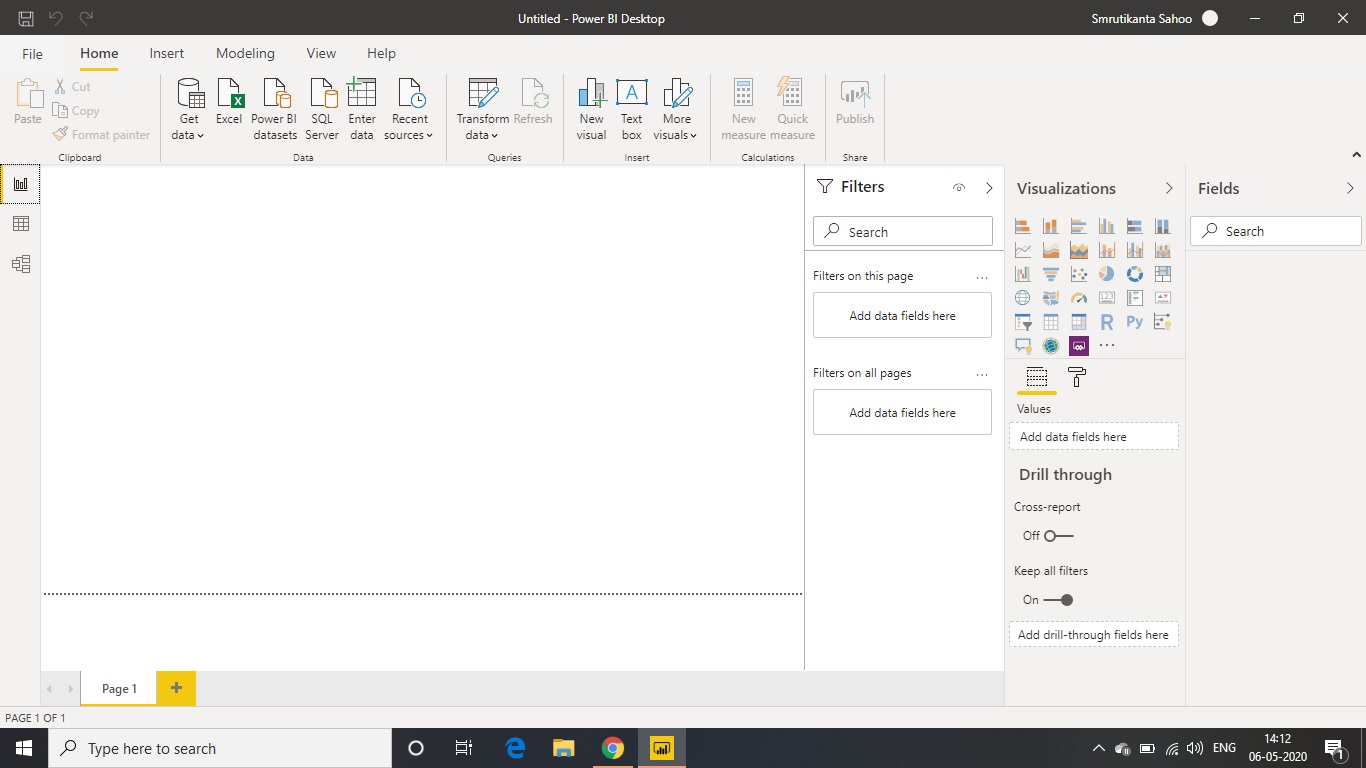 Untitled - Power BI Desktop
Smrutikanta Sahoo
File Home Insert Modeling View Help
Paste
Cut
Copy
Format painter
Clipboard
Get data
Excel
Power BI datasets
SQL Server
Enter data
Recent sources
Data
Transform data
Refresh
Queries
New visual
Text box
A
More visuals
Insert
New measure
Quick measure
Calculations
Publish
Share
Filters
Search
Filters on this page
...
Add data fields here
Filters on all pages
...
Add data fields here
Visualizations
123
R
Py
...
Values
Add data fields here
Drill through
Cross-report
Off
Keep all filters
On
Add drill-through fields here
Fields
Search
Page 1
+
PAGE 1 OF 1
Type here to search
ENG
14:12
06-05-2020
1